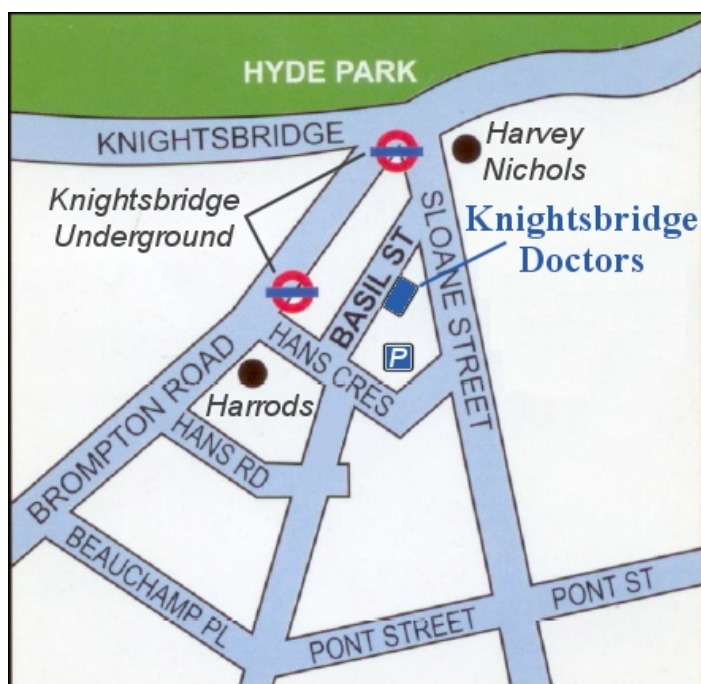 HYDE PARK
KNIGHTSBRIDGE
Harvey
Nichols
Knightsbridge
Underground
Knightsbridge
Doctors
SLOANE STREET
BASIL ST
HANS CRES
P
Harrods
BROMPTON ROAD
HANS RD
BEAUCHAMP PL
PONT STREET
PONT ST